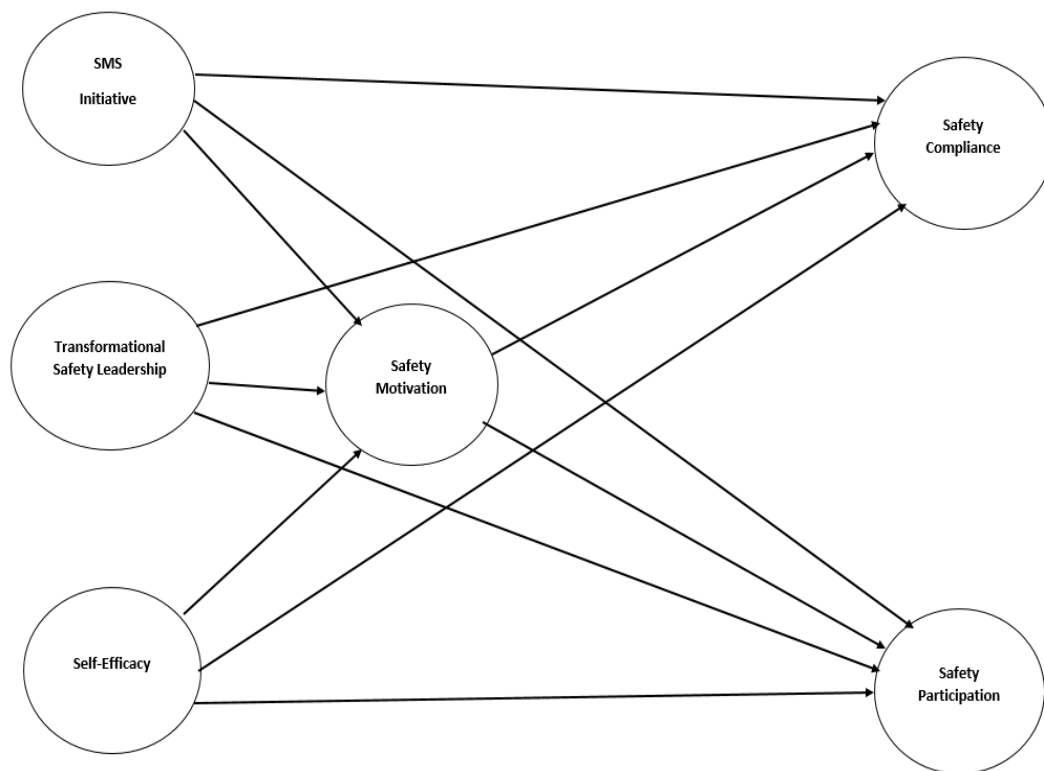 SMS
Initiative
Safety
Compliance
Transformational
Safety Leadership
Safety
Motivation
Self-Efficacy
Safety
Participation